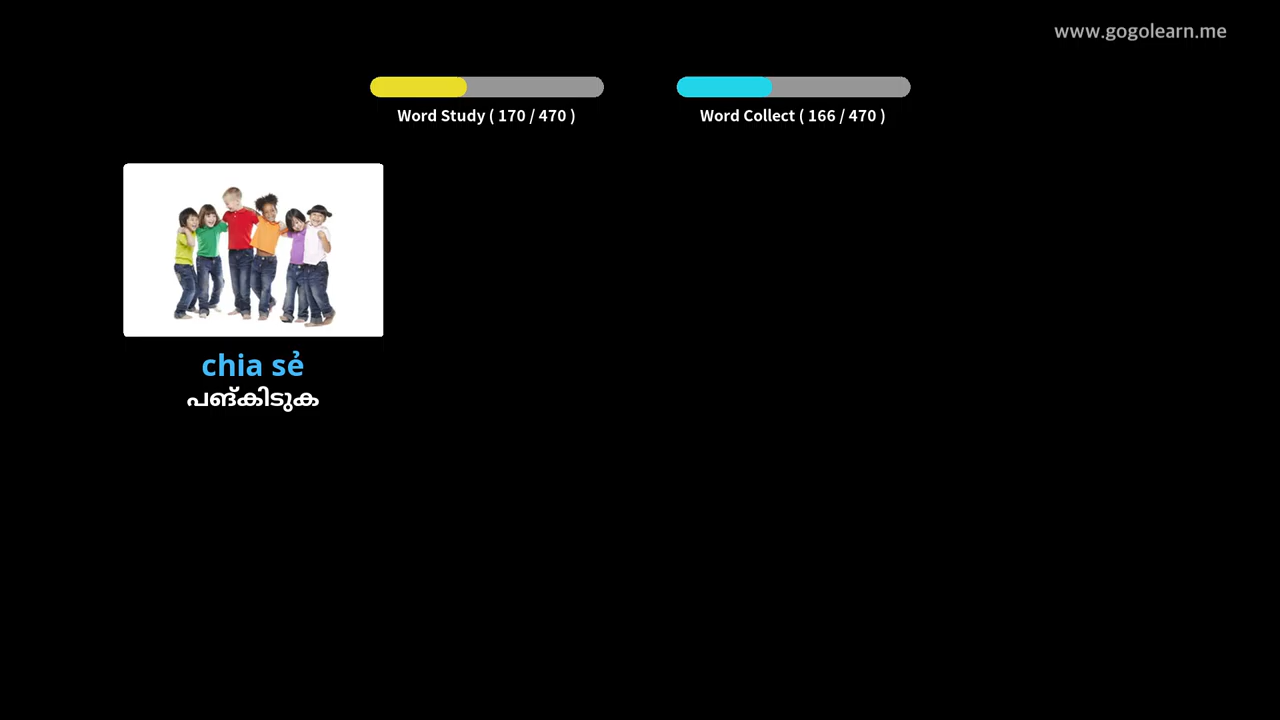 www.gogolearn.me
Word Study ( 170 / 470 )
Word Collect ( 166 / 470 )
chia sẻ
പങ്കിടുക